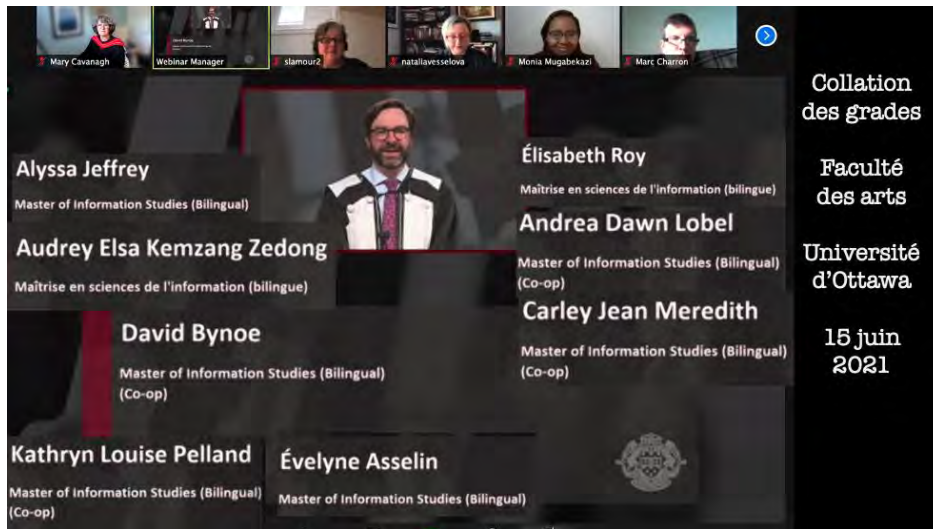 Mary Cavanagh
Webinar Manager
slamour2
nataliavesselova
Monia Mugabekazi
Marc Charron
Alyssa Jeffrey
Master of Information Studies (Bilingual)
Audrey Elsa Kemzang Zedong
Maîtrise en sciences de l'information (bilingue)
David Bynoe
Master of Information Studies (Bilingual)
(Co-op)
Kathryn Louise Pelland
Master of Information Studies (Bilingual)
(Co-op)
Évelyne Asselin
Master of Information Studies (Bilingual)
Élisabeth Roy
Maîtrise en sciences de l'information (bilingue)
Andrea Dawn Lobel
Master of Information Studies (Bilingual)
(Co-op)
Carley Jean Meredith
Master of Information Studies (Bilingual)
(Co-op)
Collation
des grades
Faculté
des arts
Université
d'Ottawa
15 juin
2021